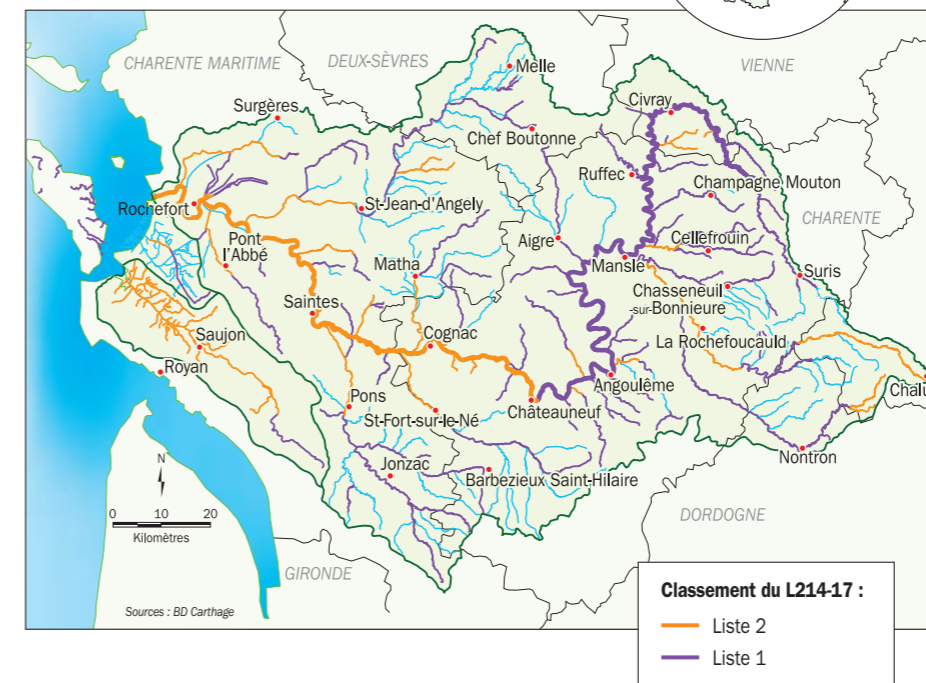 CHARENTE MARITIME
DEUX-SÈVRES
VIENNE
Melle
Civray
Surgères
Chef Boutonne
Ruffec
Champagne Mouton
Rochefort
St-Jean-d'Angely
CHARENTE
Pont
l'Abbé
Aigre
Cellefrouin
Matha
Mansle
Suris
Chasseneuil
-sur-Bonnieure
Saintes
La Rochefoucauld
Saujon
Cognac
Royan
Angoulême
Pons
Châteauneuf
St-Fort-sur-le-Né
Nontron
Jonzac
Barbezieux Saint-Hilaire
N
0 10 20
Kilomètres
DORDOGNE
GIRONDE
Sources : BD Carthage
Classement du L214-17 :
Liste 2
Liste 1